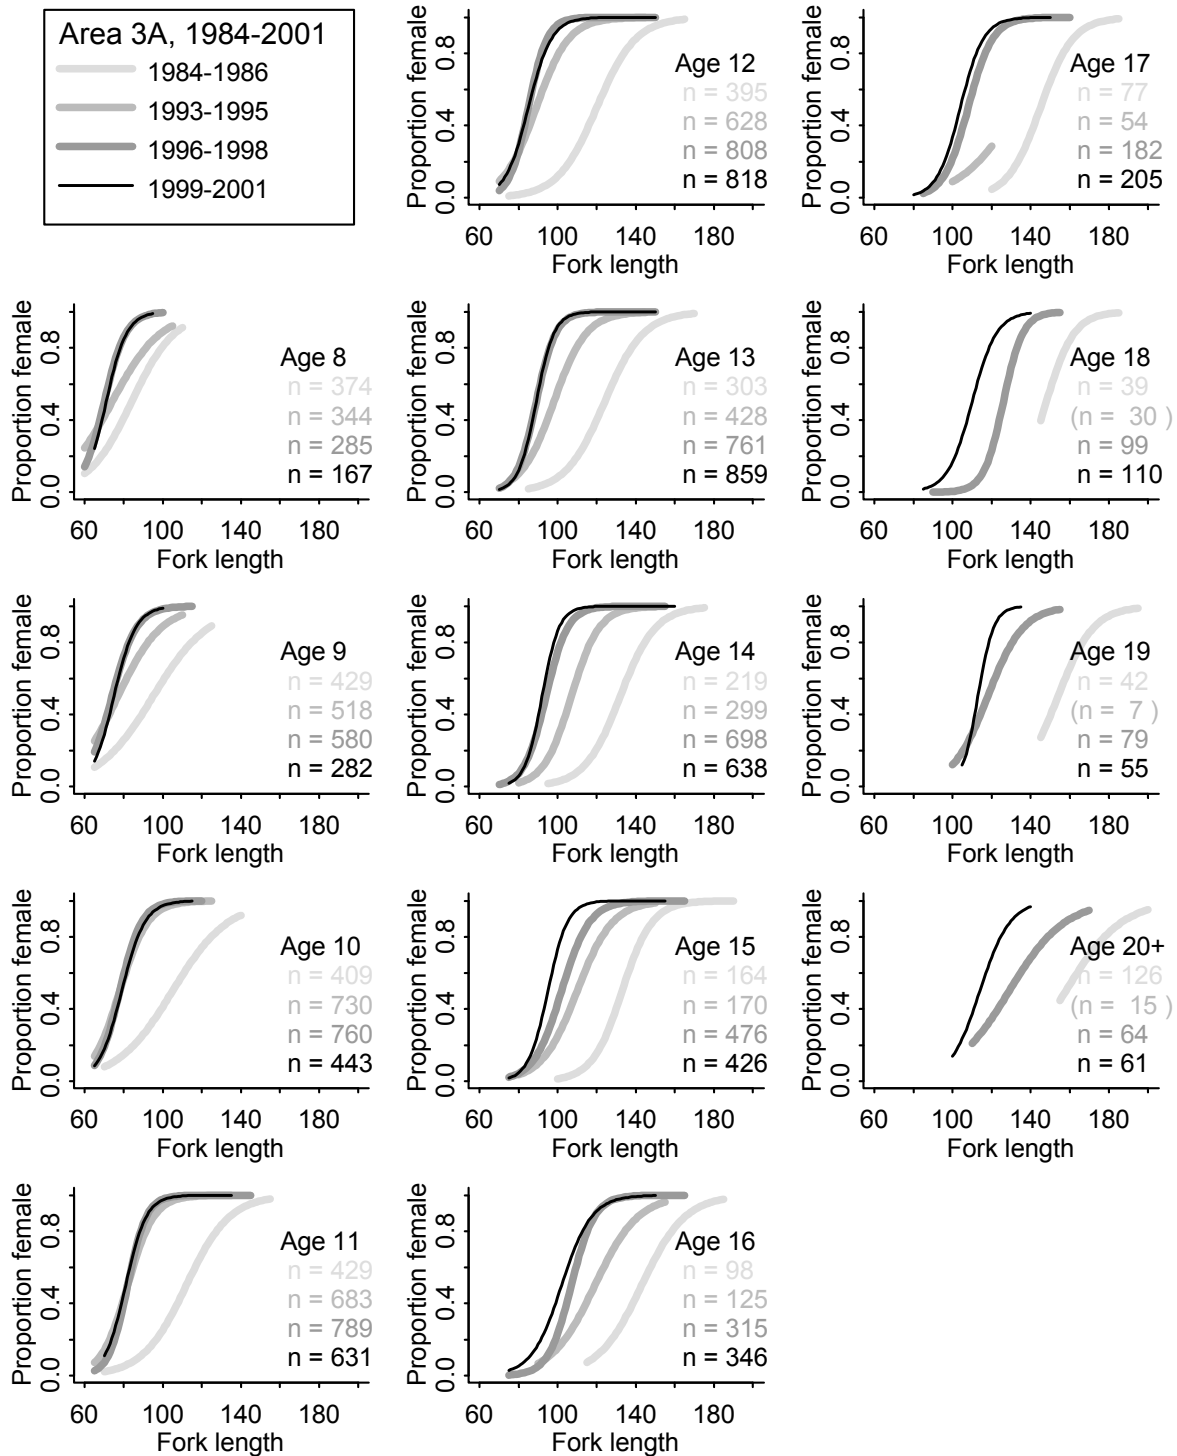 Area 3A, 1984-2001
1984-1986
1993-1995
1996-1998
1999-2001
Proportion female
0.0 0.4 0.8
Age 12
n = 395
n = 628
n = 808
n = 818
60 100 140 180
Fork length
Proportion female
0.0 0.4 0.8
Age 17
n = 77
n = 54
n = 182
n = 205
60 100 140 180
Fork length
Proportion female
0.0 0.4 0.8
Age 8
n = 374
n = 344
n = 285
n = 167
60 100 140 180
Fork length
Proportion female
0.0 0.4 0.8
Age 13
n = 303
n = 428
n = 761
n = 859
60 100 140 180
Fork length
Proportion female
0.0 0.4 0.8
Age 18
n = 39
(n = 30 )
n = 99
n = 110
60 100 140 180
Fork length
Proportion female
0.0 0.4 0.8
Age 9
n = 429
n = 518
n = 580
n = 282
60 100 140 180
Fork length
Proportion female
0.0 0.4 0.8
Age 14
n = 219
n = 299
n = 698
n = 638
60 100 140 180
Fork length
Proportion female
0.0 0.4 0.8
Age 19
n = 42
(n = 7 )
n = 79
n = 55
60 100 140 180
Fork length
Proportion female
0.0 0.4 0.8
Age 10
n = 409
n = 730
n = 760
n = 443
60 100 140 180
Fork length
Proportion female
0.0 0.4 0.8
Age 15
n = 164
n = 170
n = 476
n = 426
60 100 140 180
Fork length
Proportion female
0.0 0.4 0.8
Age 20+
n = 126
(n = 15 )
n = 64
n = 61
60 100 140 180
Fork length
Proportion female
0.0 0.4 0.8
Age 11
n = 429
n = 683
n = 789
n = 631
60 100 140 180
Fork length
Proportion female
0.0 0.4 0.8
Age 16
n = 98
n = 125
n = 315
n = 346
60 100 140 180
Fork length